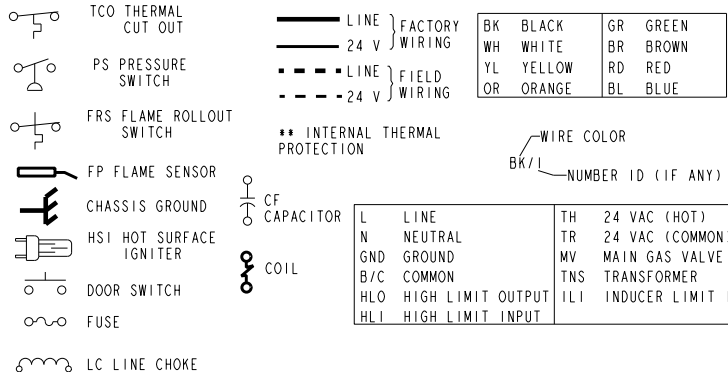 TCO THERMAL
CUT OUT
PS PRESSURE
SWITCH
FRS FLAME ROLLOUT
SWITCH
FP FLAME SENSOR
CHASSIS GROUND
HSI HOT SURFACE
IGNITER
DOOR SWITCH
FUSE
LC LINE CHOKE
LINE
24 V
FACTORY
WIRING
LINE
24 V
FIELD
WIRING
** INTERNAL THERMAL
PROTECTION
CF
CAPACITOR
COIL
BK BLACK GR GREEN
WH WHITE BR BROWN
YL YELLOW RD RED
OR ORANGE BL BLUE
WIRE COLOR
BK/1
NUMBER ID (IF ANY)
L LINE TH 24 VAC (HOT)
N NEUTRAL TR 24 VAC (COMMON)
GND GROUND MV MAIN GAS VALVE
B/C COMMON TNS TRANSFORMER
HLO HIGH LIMIT OUTPUT ILI INDUCER LIMIT
HLI HIGH LIMIT INPUT